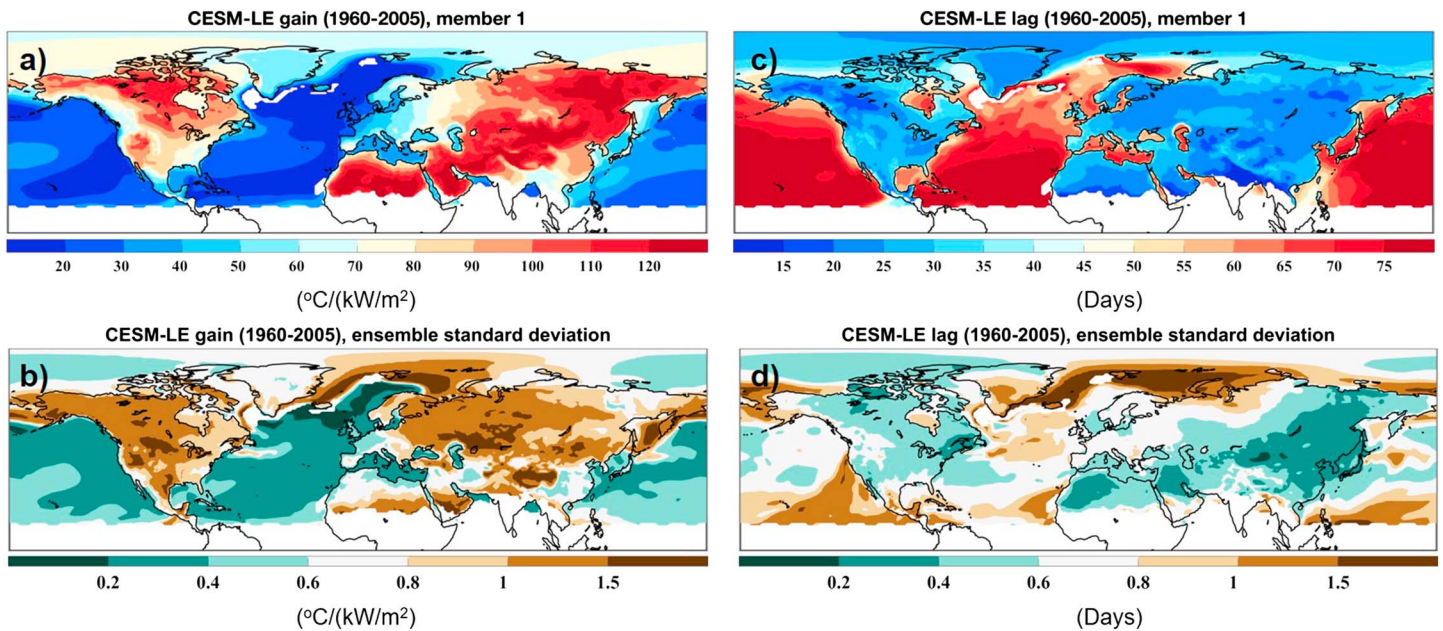 CESM-LE gain (1960-2005), member 1
a)
20 30 40 50 60 70 80 90 100 110 120
(°C/(kW/m²)
CESM-LE lag (1960-2005), member 1
c)
15 20 25 30 35 45 50 55 60 65 70 75
(Days)
CESM-LE gain (1960-2005), ensemble standard deviation
b)
0.2 0.4 0.6 0.8 1 1.5
(°C/(kW/m²)
CESM-LE lag (1960-2005), ensemble standard deviation
d)
0.2 0.4 0.6 0.8 1 1.5
(Days)